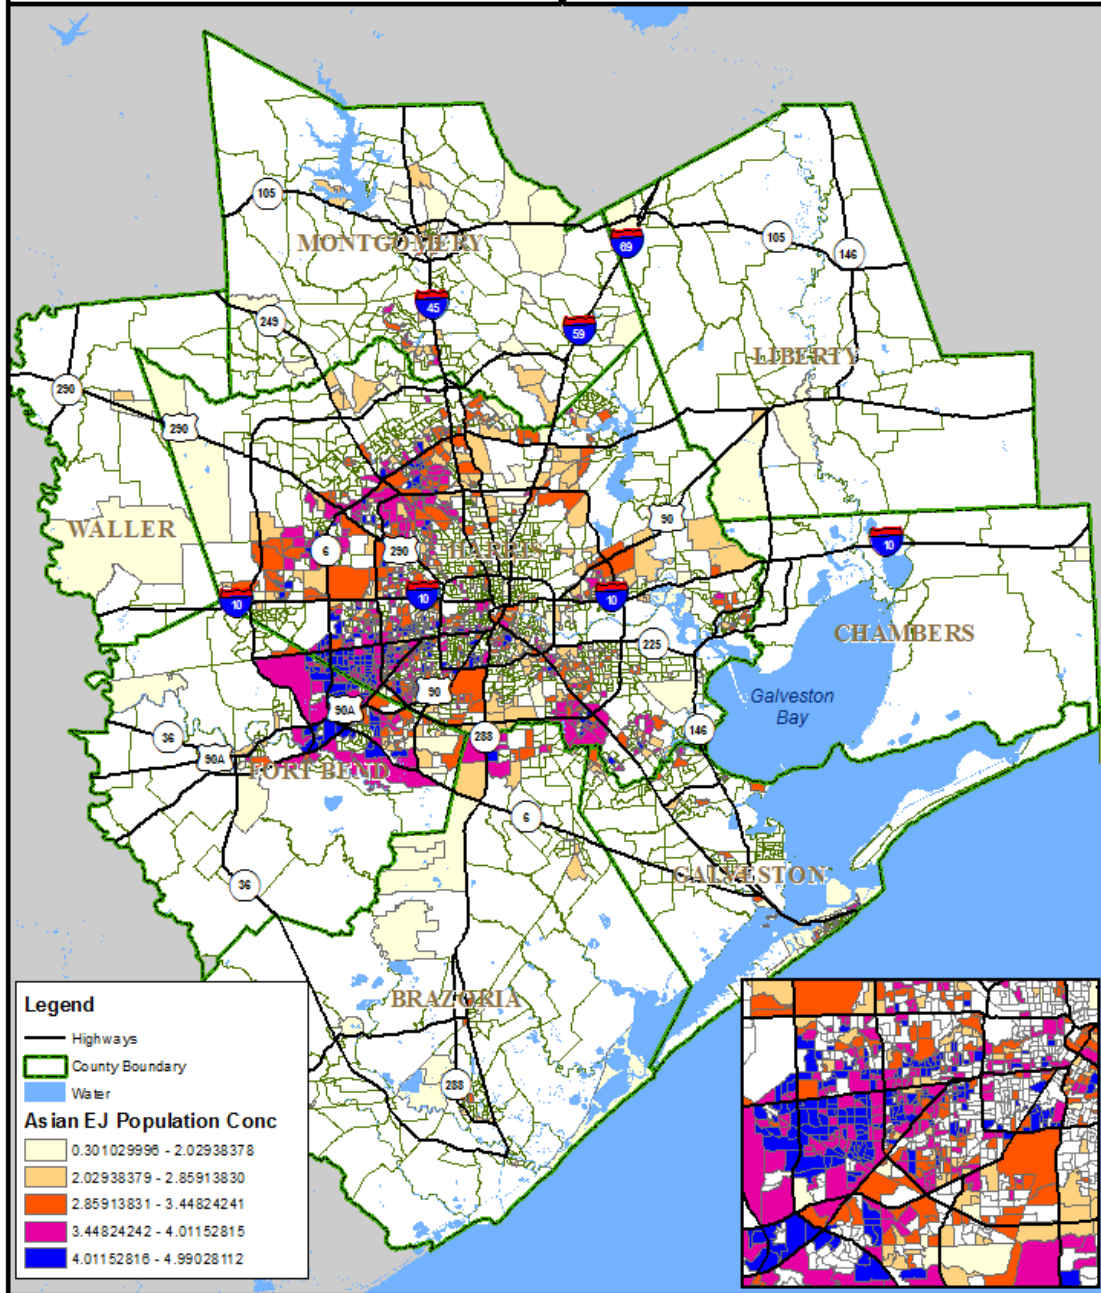 105
MONTGOMERY
69
105
146
45
249
59
LIBERTY
290
290
WALLER
90
10
6
290
HARRIS
10
10
10
CHAMBERS
225
90
Galveston
Bay
90A
36
288
146
90A
FORT BEND
6
GALVESTON
36
BRAZORIA
288
Legend
Highways
County Boundary
Water
Asian EJ Population Conc
0.301029996 - 2.02938378
2.02938379 - 2.85913830
2.85913831 - 3.44824241
3.44824242 - 4.01152815
4.01152816 - 4.99028112